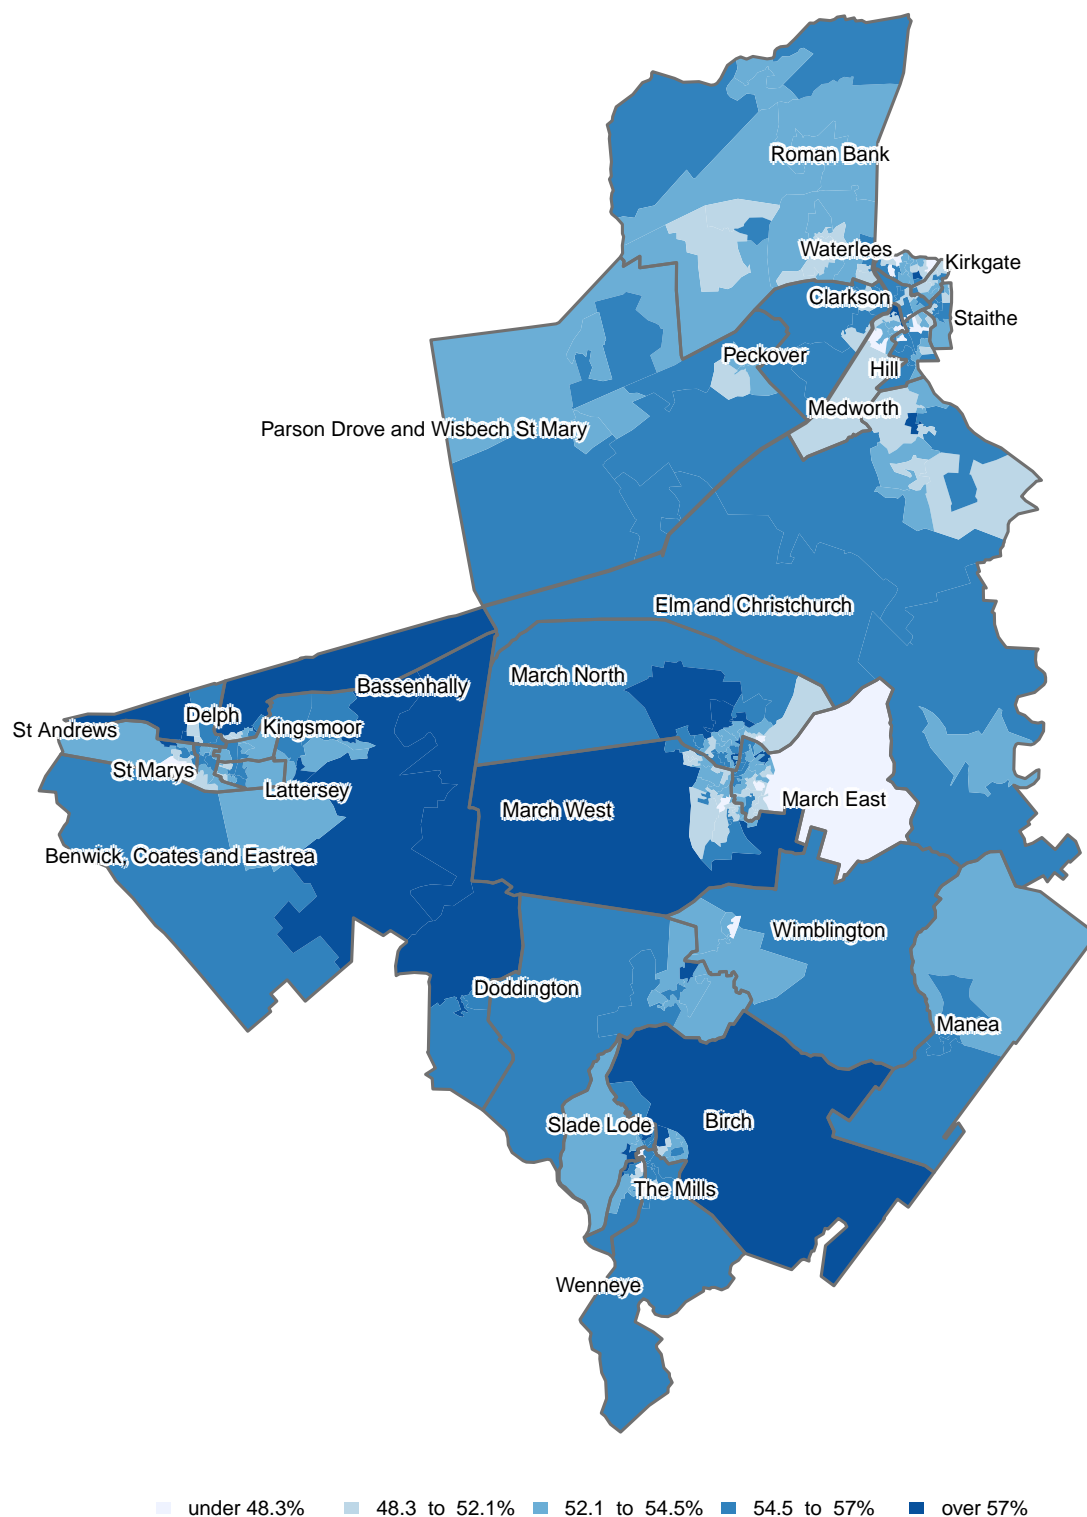 Roman Bank
Waterlees
Kirkgate
Clarkson
Staithe
Peckover
Hill
Medworth
Parson Drove and Wisbech St Mary
Elm and Christchurch
March North
Bassenhally
Delph
St Andrews
Kingsmoor
St Marys
Lattersey
March East
March West
Benwick, Coates and Eastrea
Wimblington
Doddington
Manea
Birch
Slade Lode
The Mills
Wenneye
under 48.3% 48.3 to 52.1% 52.1 to 54.5% 54.5 to 57% over 57%